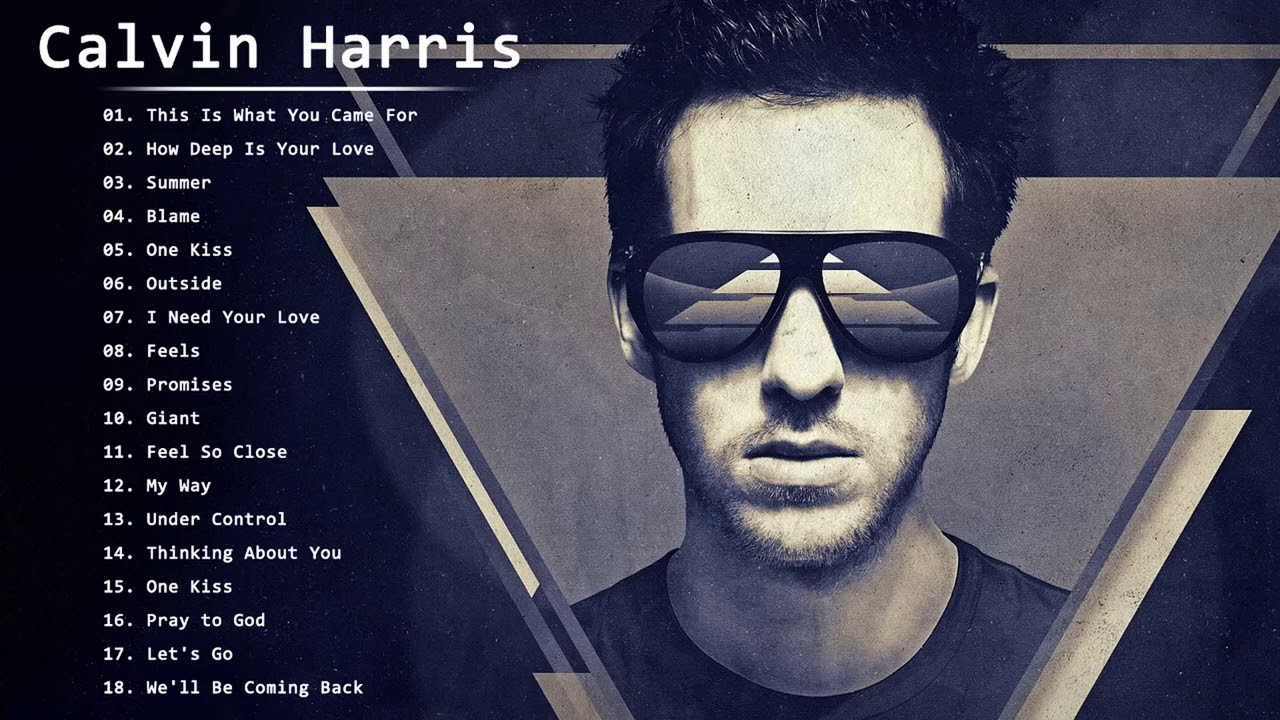 Calvin Harris
01. This Is What You Came For
02. How Deep Is Your Love
03. Summer
04. Blame
05. One Kiss
06. Outside
07. I Need Your Love
08. Feels
09. Promises
10. Giant
11. Feel So Close
12. My Way
13. Under Control
14. Thinking About You
15. One Kiss
16. Pray to God
17. Let's Go
18. We'll Be Coming Back